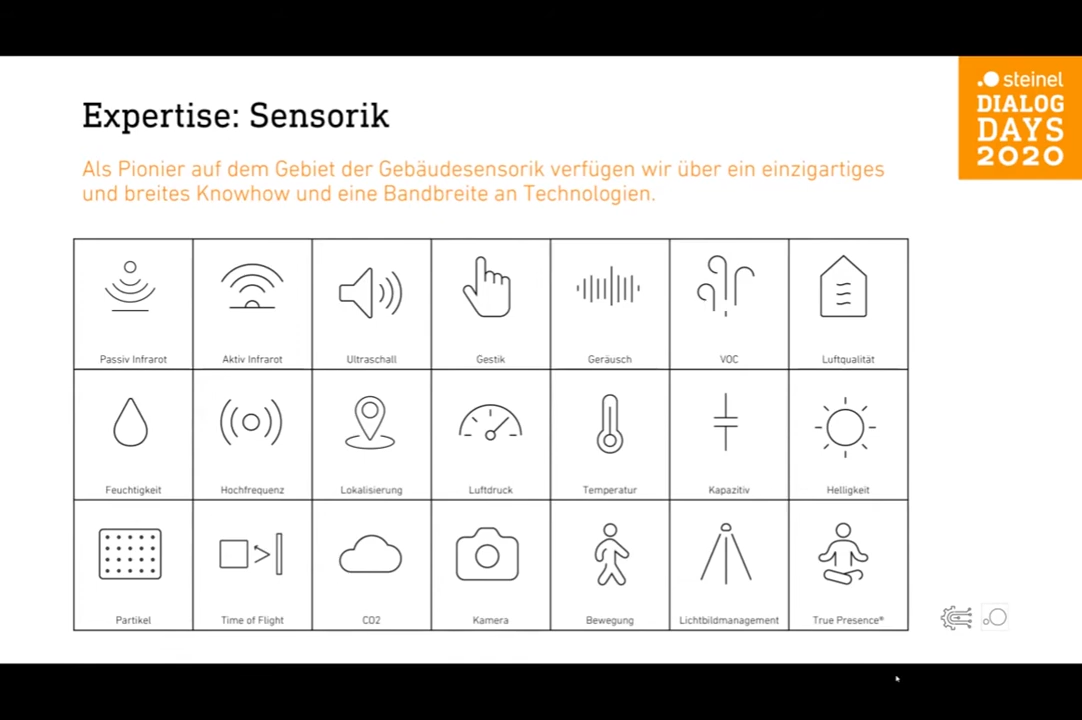 steinel
DIALOG
DAYS
2020
Expertise: Sensorik
Als Pionier auf dem Gebiet der Gebäudesensorik verfügen wir über ein einzigartiges
und breites Knowhow und eine Bandbreite an Technologien.
Passiv Infrarot
Aktiv Infrarot
Ultraschall
Gestik
Geräusch
VOC
Luftqualität
Feuchtigkeit
Hochfrequenz
Lokalisierung
Luftdruck
Temperatur
Kapazitiv
Helligkeit
Partikel
Time of Flight
CO2
Kamera
Bewegung
Lichtbildmanagement
True Presence®